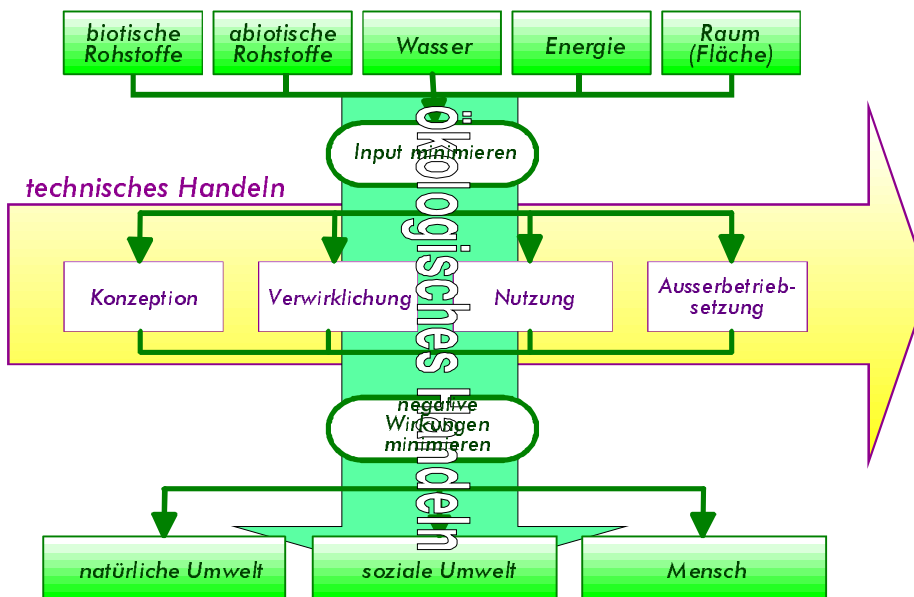 biotische
Rohstoffe
abiotische
Rohstoffe
Wasser
Energie
Raum
(Fläche)
ökologisches Handeln
Input minimieren
technisches Handeln
Konzeption
Verwirklichung
Nutzung
Ausserbetrieb-
setzung
negative
Wirkungen
minimieren
natürliche Umwelt
soziale Umwelt
Mensch